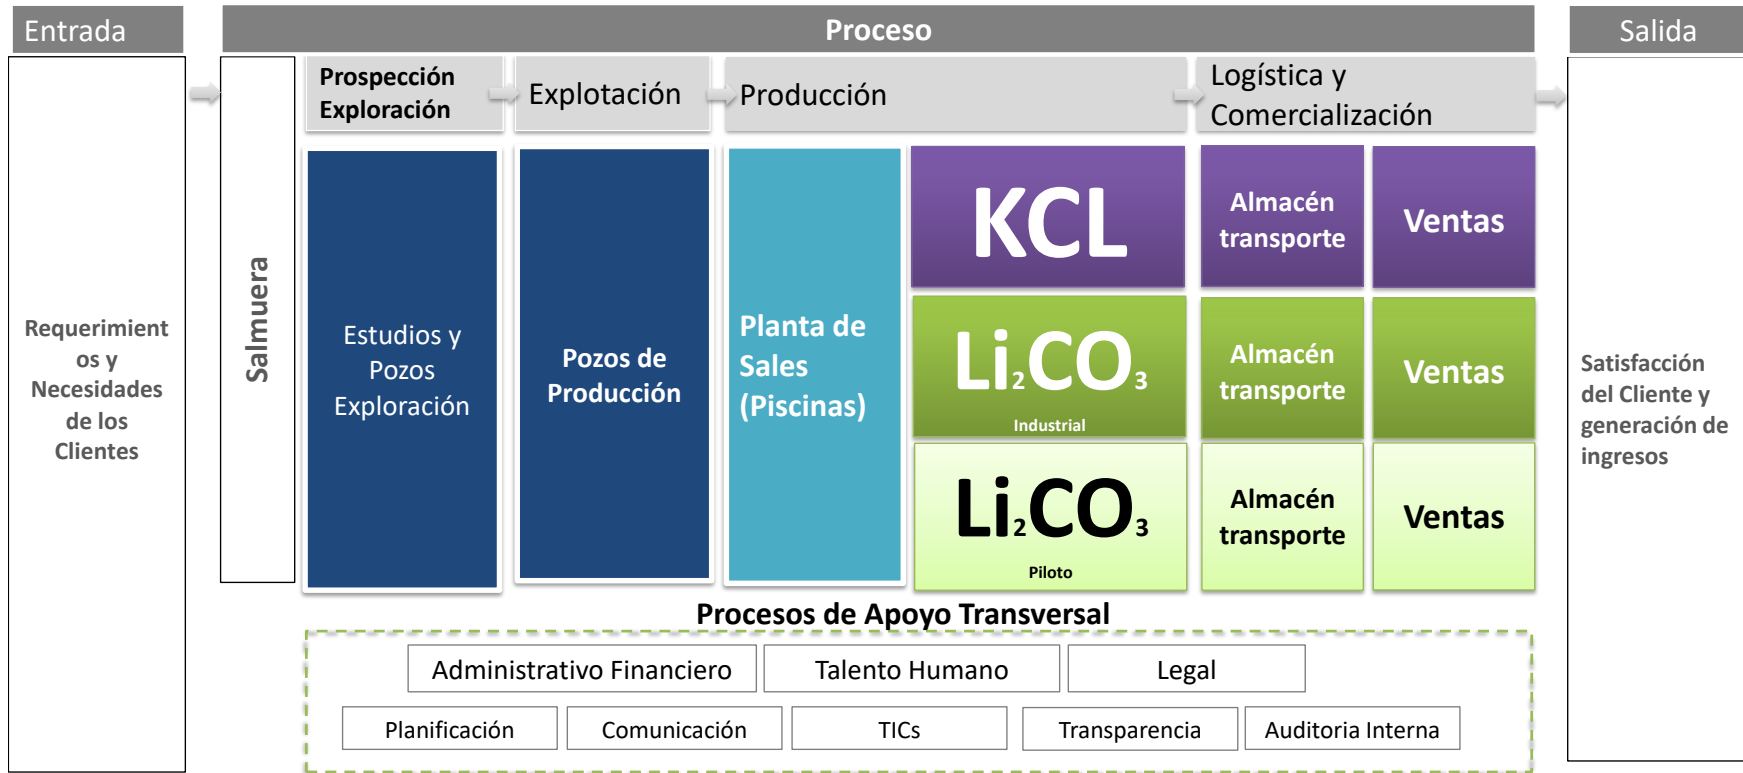 Entrada
Proceso
Salida
Prospección
Exploración
Explotación
Producción
Logística y
Comercialización
Requerimient
os y
Necesidades
de los
Clientes
Salmuera
Estudios y
Pozos
Exploración
Pozos de
Producción
Planta de
Sales
(Piscinas)
KCL
Almacén
transporte
Ventas
Li₂CO₃
Industrial
Almacén
transporte
Ventas
Li₂CO₃
Piloto
Almacén
transporte
Ventas
Satisfacción
del Cliente y
generación de
ingresos
Procesos de Apoyo Transversal
Administrativo Financiero
Talento Humano
Legal
Planificación
Comunicación
TICs
Transparencia
Auditoria Interna